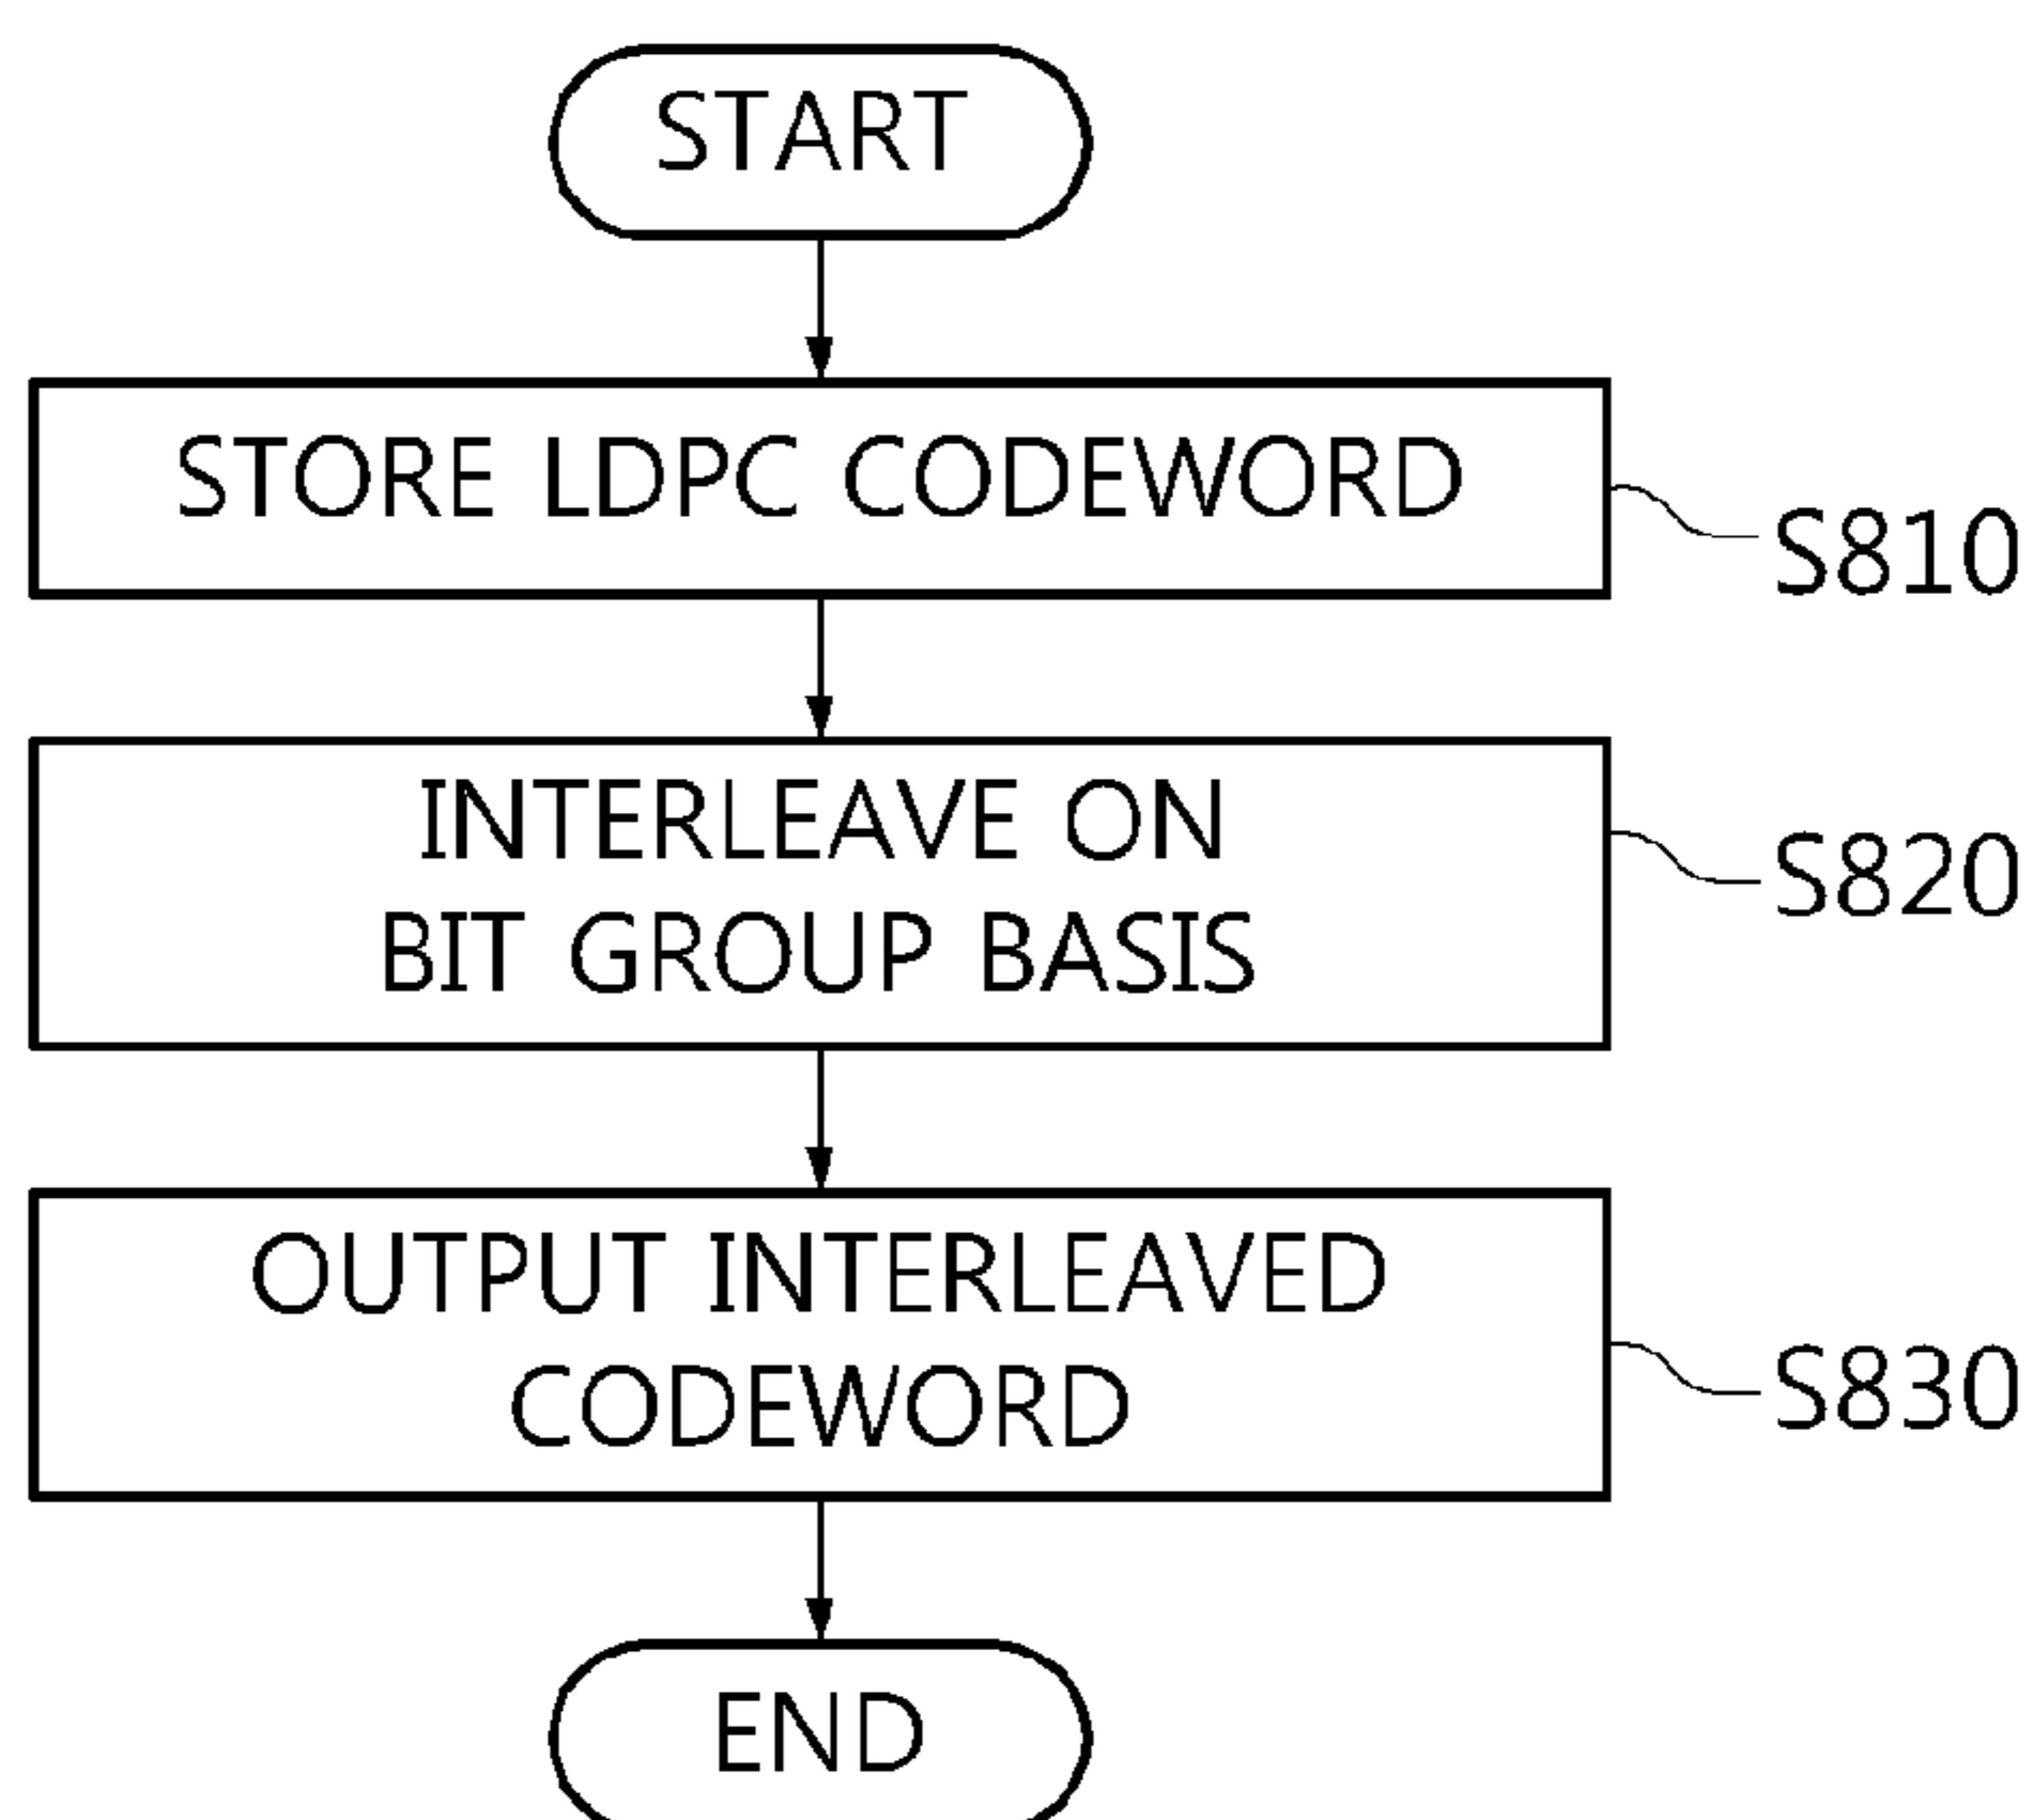 START
STORE LDPC CODEWORD
S810
INTERLEAVE ON
BIT GROUP BASIS
S820
OUTPUT INTERLEAVED
CODEWORD
S830
END